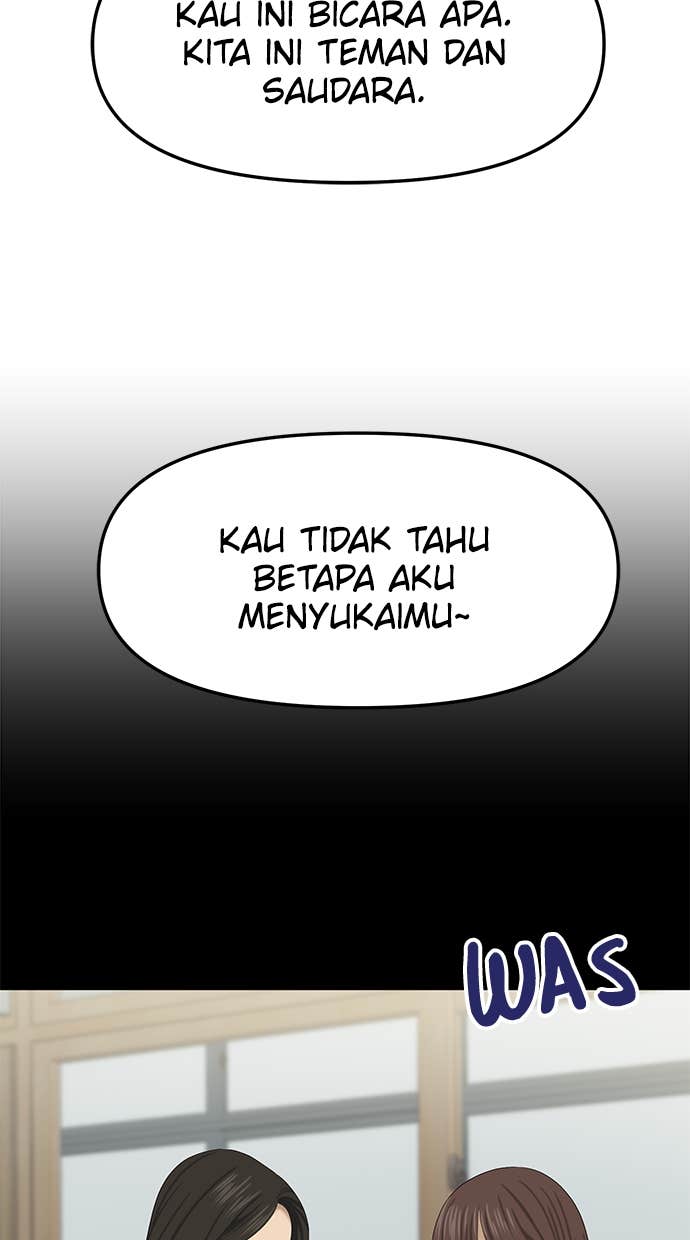 KAU INI BICARA APA.
KITA INI TEMAN DAN
SAUDARA.
KAU TIDAK TAHU
BETAPA AKU
MENYUKAIMU~
WAS